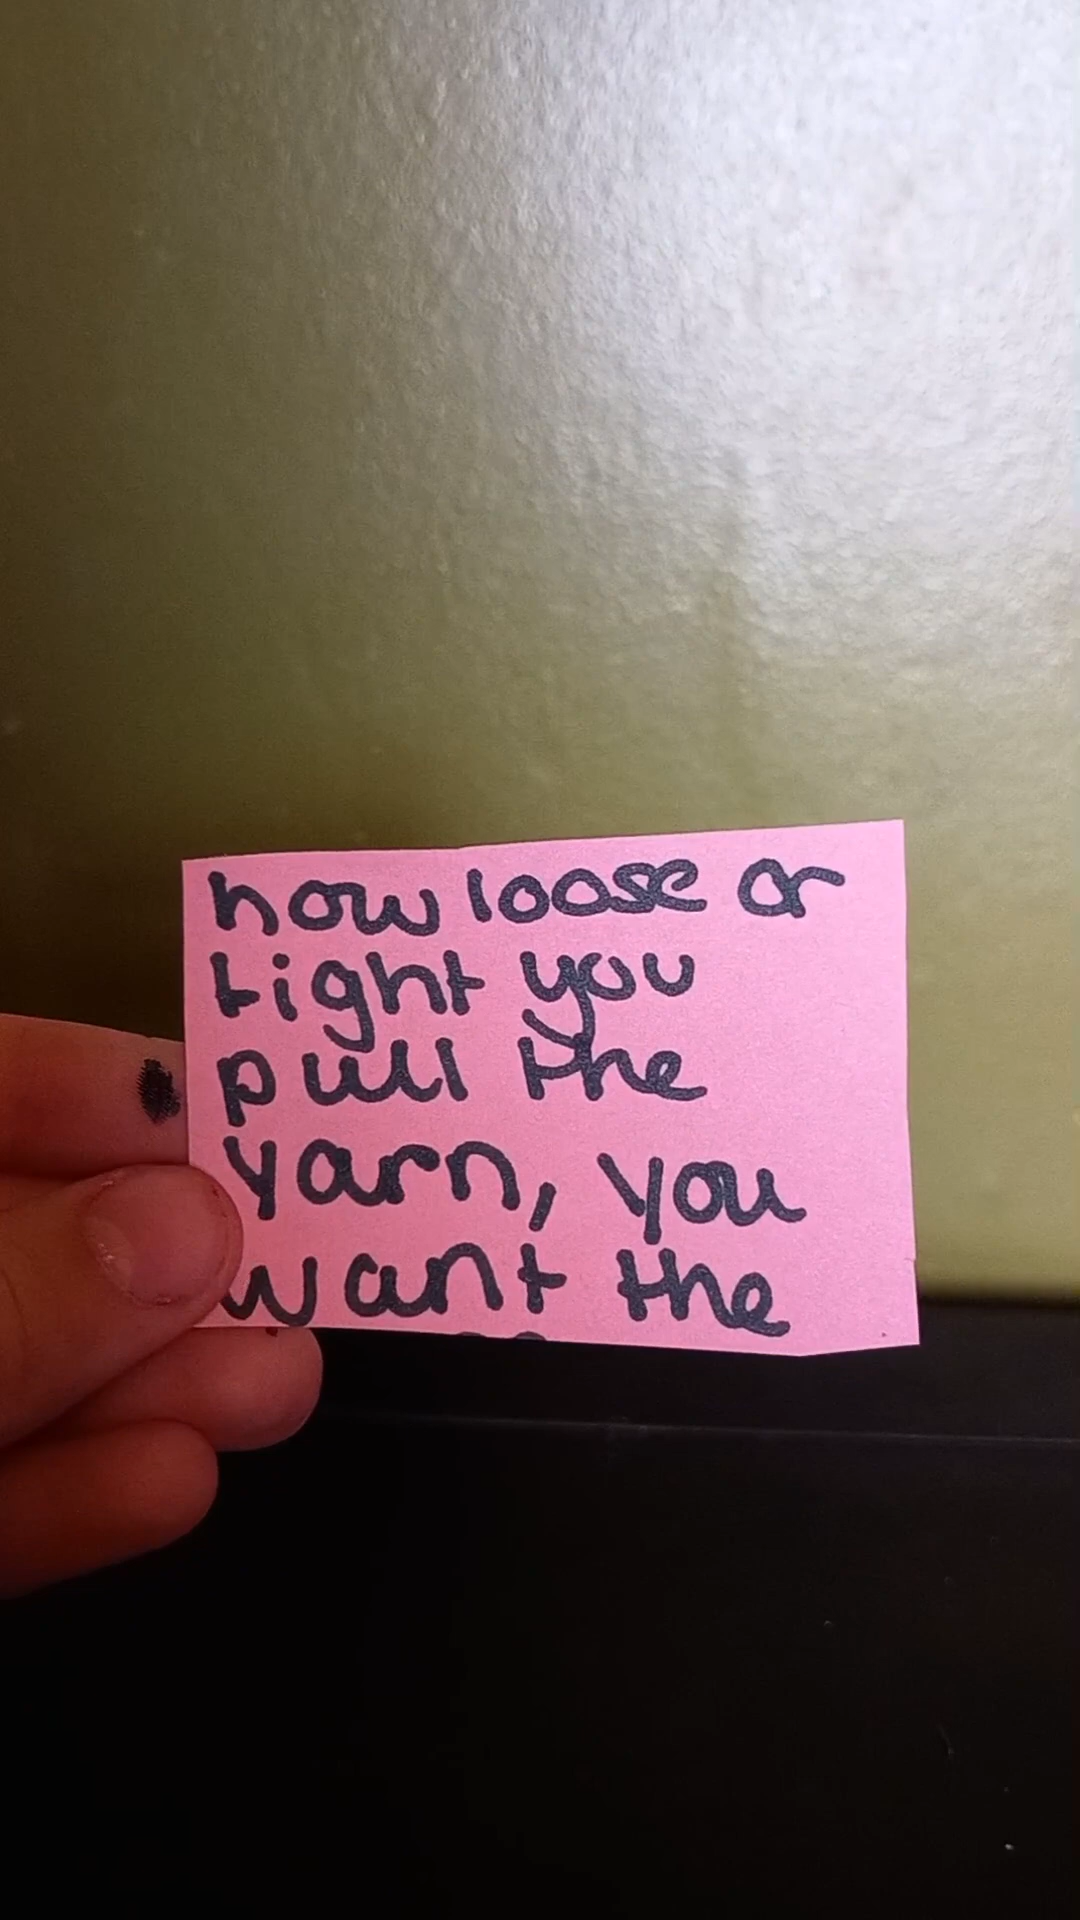 how loose or
tight you
pull the
yarn, you
want the